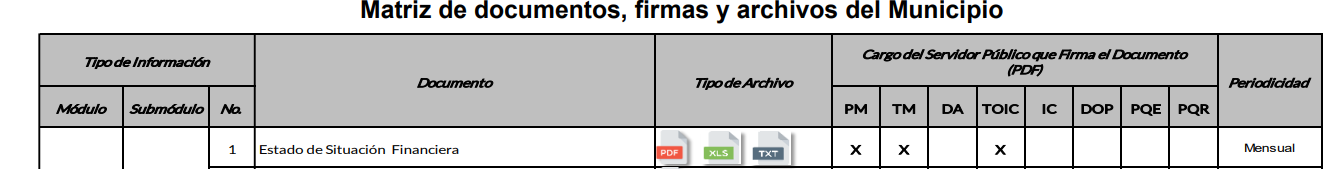 Matriz de documentos, firmas y archivos del Municipio
Tipo de Información Documento Tipo de Archivo Cargo del Servidor Público que Firma el Documento (PDF) Periodicidad
Módulo Submódulo No. PM TM DA TOIC IC DOP PQE PQR
1 Estado de Situación Financiera PDF XLS TXT X X X Mensual